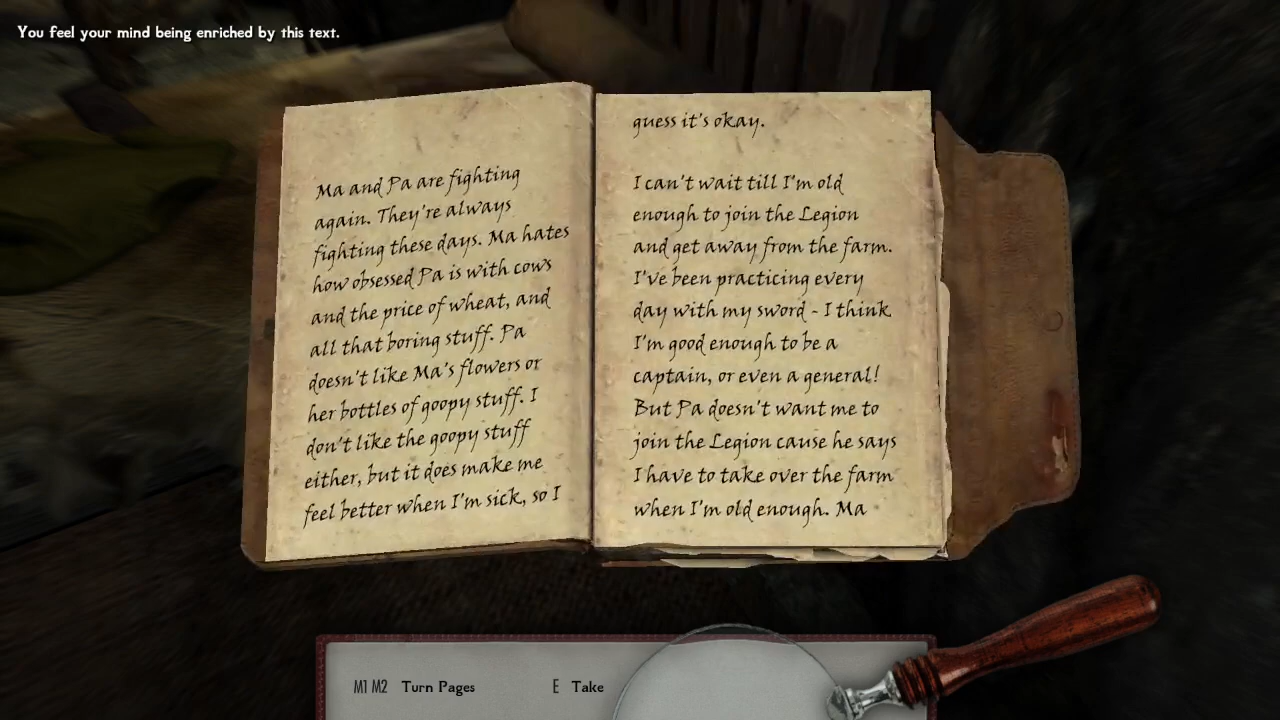 You feel your mind being enriched by this text.
Ma and Pa are fighting
again. They're always
fighting these days. Ma hates
how obsessed Pa is with cows
and the price of wheat, and
all that boring stuff. Pa
doesn't like Ma's flowers or
her bottles of goopy stuff. I
don't like the goopy stuff
either, but it does make me
feel better when I'm sick, so I
guess it's okay.
I can't wait till I'm old
enough to join the Legion
and get away from the farm.
I've been practicing every
day with my sword - I think
I'm good enough to be a
captain, or even a general!
But Pa doesn't want me to
join the Legion cause he says
I have to take over the farm
when I'm old enough. Ma
M1 M2 Turn Pages E Take